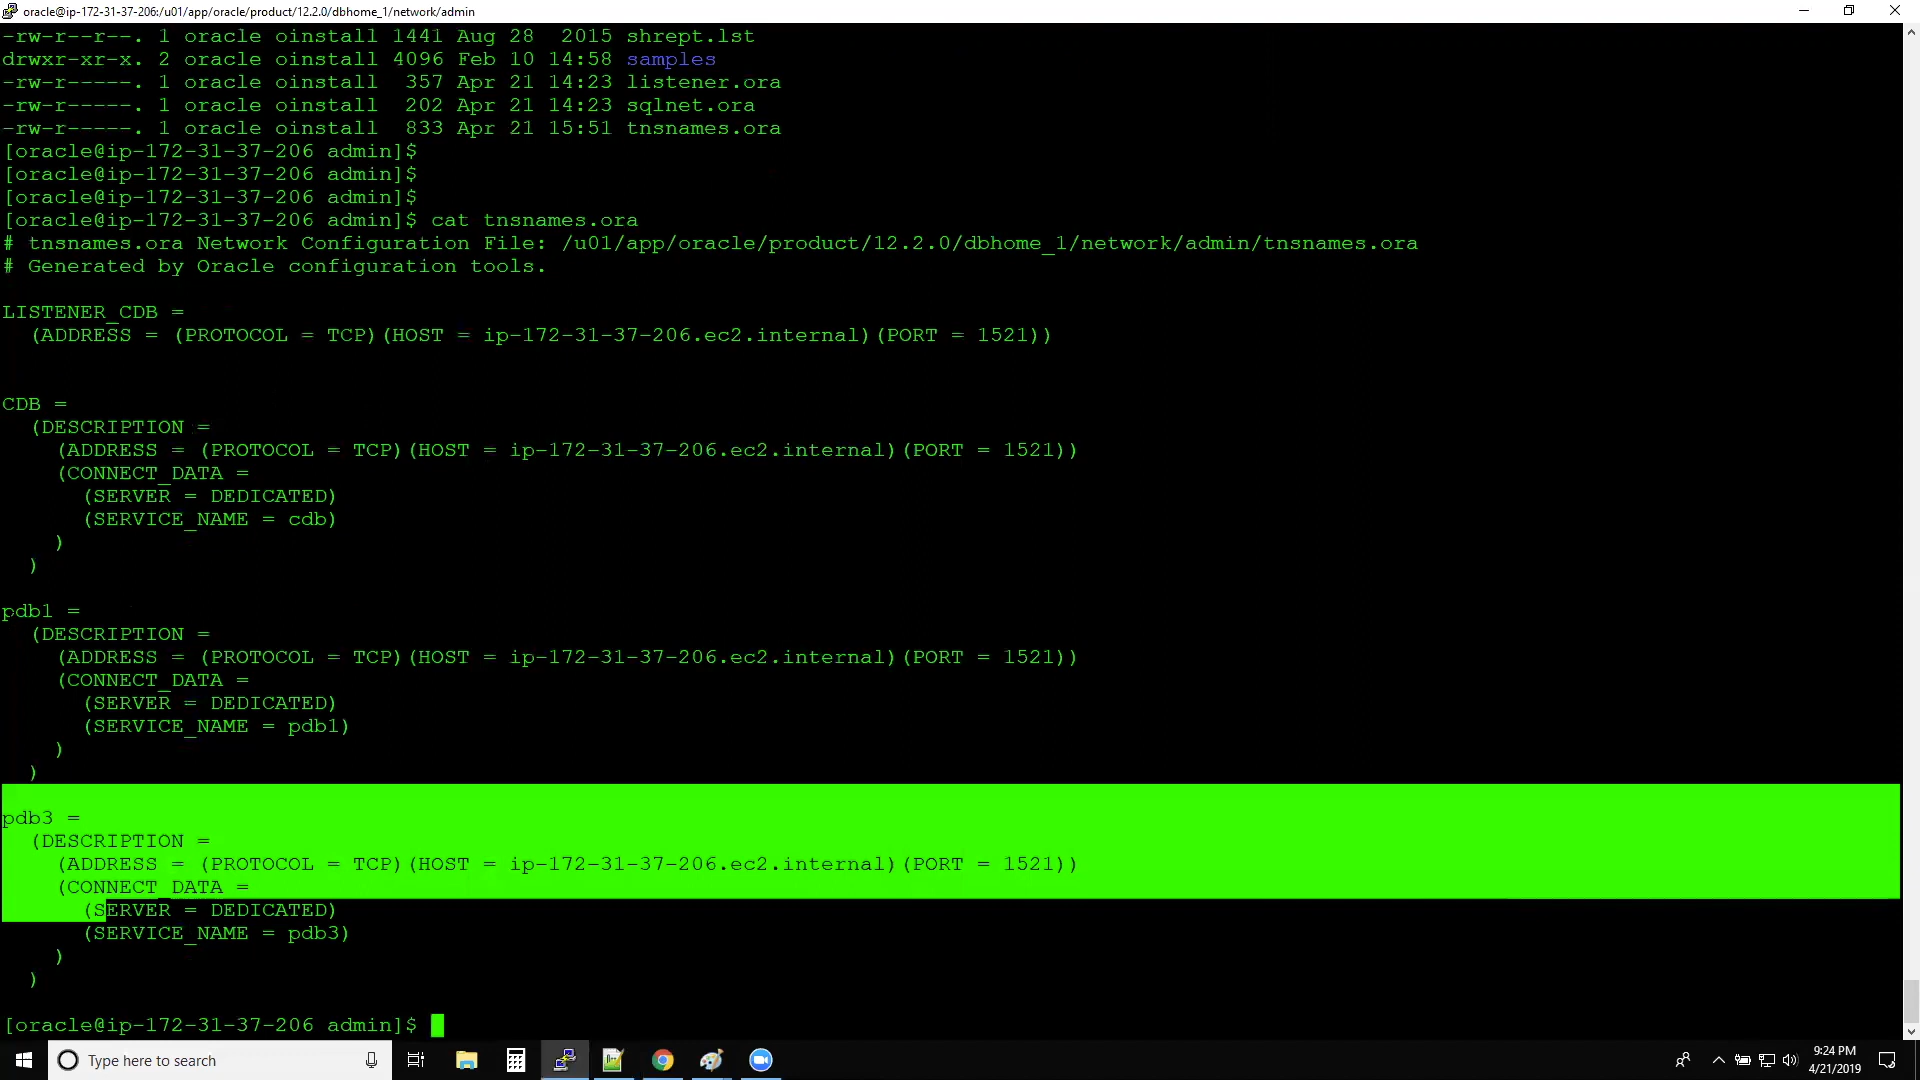 oracle@ip-172-31-37-206:/u01/app/oracle/product/12.2.0/dbhome_1/network/admin
-rw-r--r--. 1 oracle oinstall 1441 Aug 28  2015 shrept.lst
drwxr-xr-x. 2 oracle oinstall 4096 Feb 10 14:58 samples
-rw-r-----. 1 oracle oinstall  357 Apr 21 14:23 listener.ora
-rw-r-----. 1 oracle oinstall  202 Apr 21 14:23 sqlnet.ora
-rw-r-----. 1 oracle oinstall  833 Apr 21 15:51 tnsnames.ora
[oracle@ip-172-31-37-206 admin]$
[oracle@ip-172-31-37-206 admin]$
[oracle@ip-172-31-37-206 admin]$
[oracle@ip-172-31-37-206 admin]$ cat tnsnames.ora
# tnsnames.ora Network Configuration File: /u01/app/oracle/product/12.2.0/dbhome_1/network/admin/tnsnames.ora
# Generated by Oracle configuration tools.
LISTENER_CDB =
  (ADDRESS = (PROTOCOL = TCP)(HOST = ip-172-31-37-206.ec2.internal)(PORT = 1521))
CDB =
  (DESCRIPTION =
    (ADDRESS = (PROTOCOL = TCP)(HOST = ip-172-31-37-206.ec2.internal)(PORT = 1521))
    (CONNECT_DATA =
      (SERVER = DEDICATED)
      (SERVICE_NAME = cdb)
    )
  )
pdb1 =
  (DESCRIPTION =
    (ADDRESS = (PROTOCOL = TCP)(HOST = ip-172-31-37-206.ec2.internal)(PORT = 1521))
    (CONNECT_DATA =
      (SERVER = DEDICATED)
      (SERVICE_NAME = pdb1)
    )
  )
pdb3 =
  (DESCRIPTION =
    (ADDRESS = (PROTOCOL = TCP)(HOST = ip-172-31-37-206.ec2.internal)(PORT = 1521))
    (CONNECT_DATA =
      (SERVER = DEDICATED)
      (SERVICE_NAME = pdb3)
    )
  )
[oracle@ip-172-31-37-206 admin]$
Type here to search
9:24 PM
4/21/2019